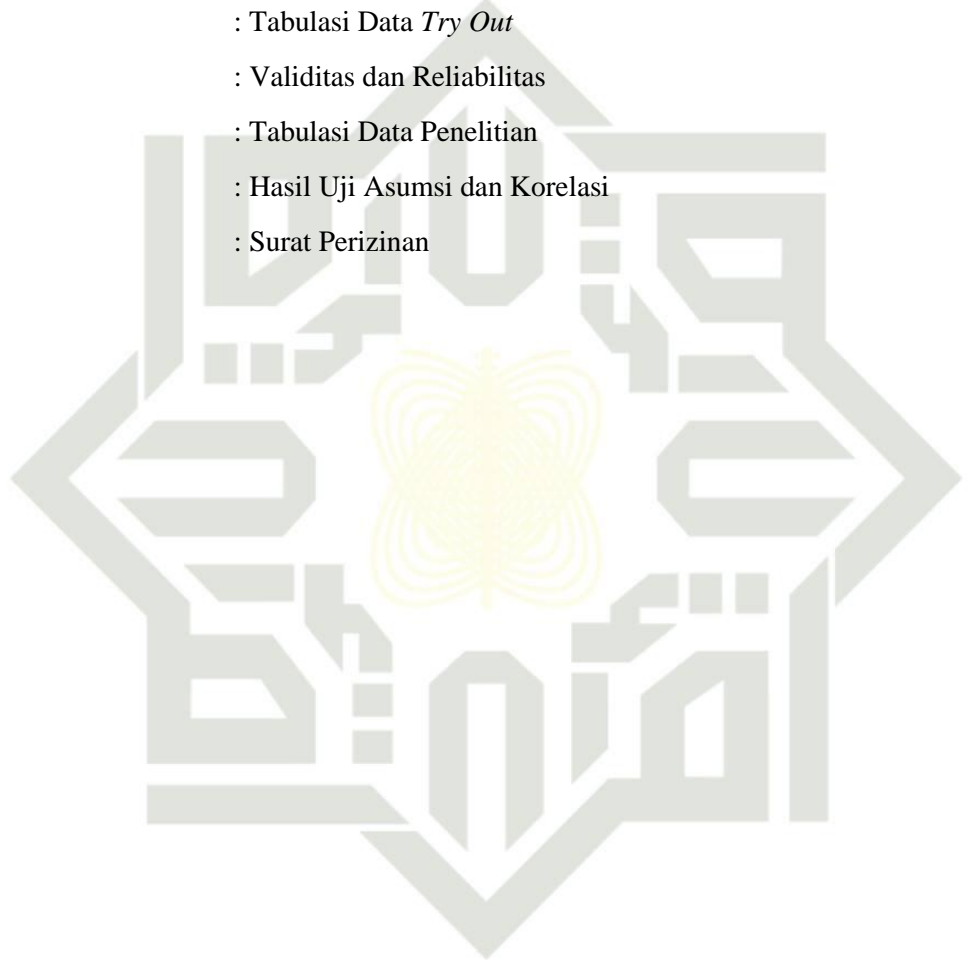 : Tabulasi Data Try Out
: Validitas dan Reliabilitas
: Tabulasi Data Penelitian
: Hasil Uji Asumsi dan Korelasi
: Surat Perizinan